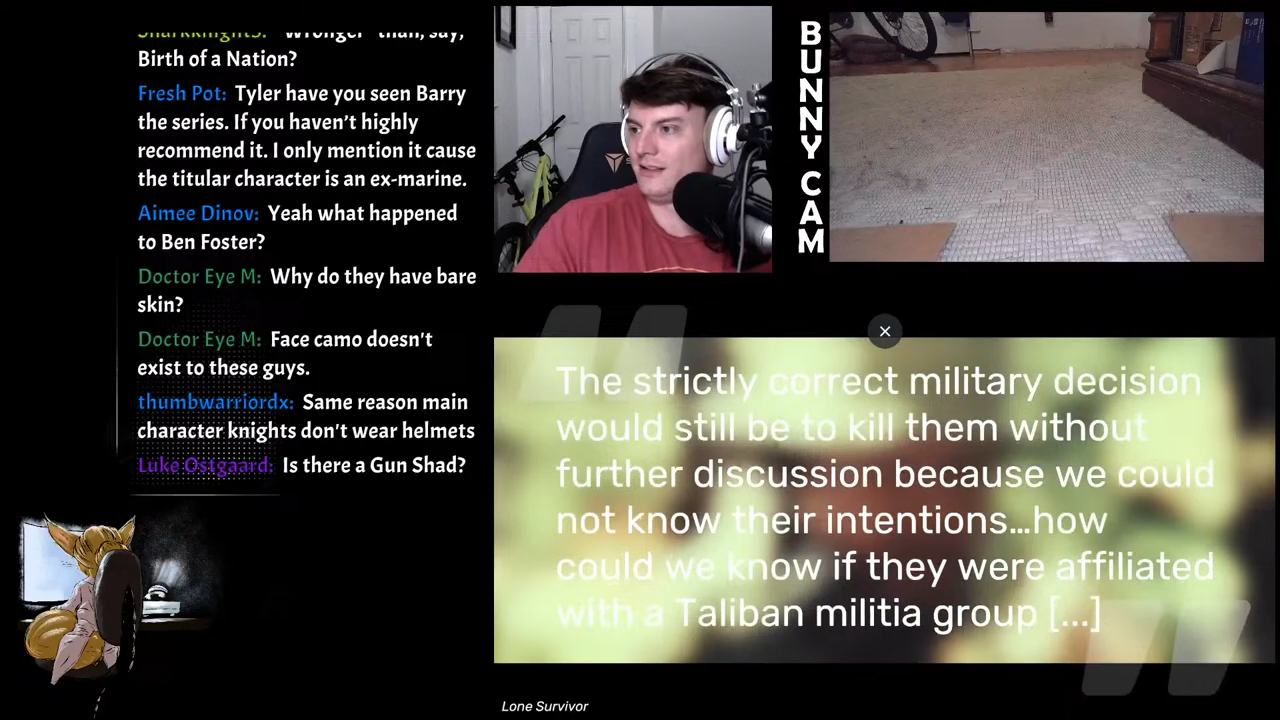 SharkKnight5: "Wronger" than, say,
Birth of a Nation?
Fresh Pot: Tyler have you seen Barry
the series. If you haven't highly
recommend it. I only mention it cause
the titular character is an ex-marine.
Aimee Dinov: Yeah what happened
to Ben Foster?
Doctor Eye M: Why do they have bare
skin?
Doctor Eye M: Face camo doesn't
exist to these guys.
thumbwarriordx: Same reason main
character knights don't wear helmets
Luke Ostgaard: Is there a Gun Shad?
BUNNY CAM
The strictly correct military decision
would still be to kill them without
further discussion because we could
not know their intentions…how
could we know if they were affiliated
with a Taliban militia group [...]
Lone Survivor